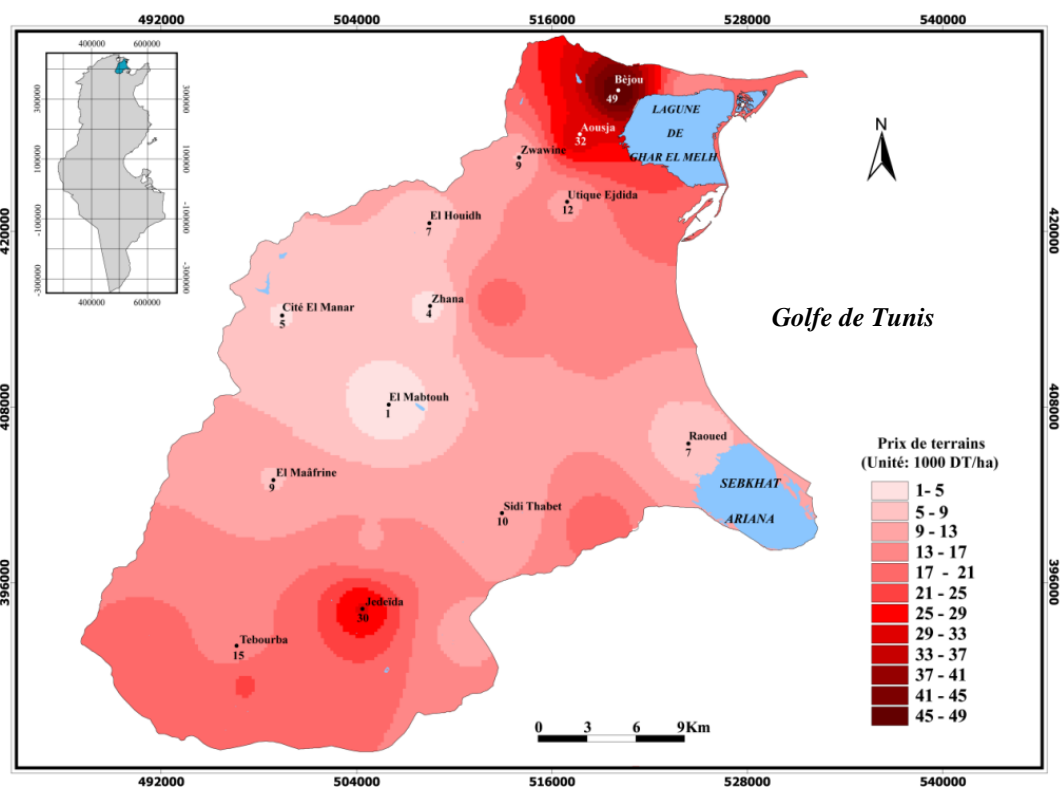 492000
504000
516000
528000
540000
400000
600000
300000
100000
-100000
-300000
300000
100000
-100000
-300000
400000
600000
420000
408000
396000
420000
408000
396000
N
Bèjou
49
LAGUNE
DE
GHAR EL MELH
Aousja
32
Zwawine
9
Utique Ejdida
12
El Houidh
7
Zhana
4
Cité El Manar
5
Golfe de Tunis
El Mabtouh
1
Raoued
7
El Maâfrine
9
SEBKHAT
ARIANA
Sidi Thabet
10
Jedeïda
30
Tebourba
15
Prix de terrains
(Unité: 1000 DT/ha)
1- 5
5 - 9
9 - 13
13 - 17
17 - 21
21 - 25
25 - 29
29 - 33
33 - 37
37 - 41
41 - 45
45 - 49
0 3 6 9Km
492000
504000
516000
528000
540000